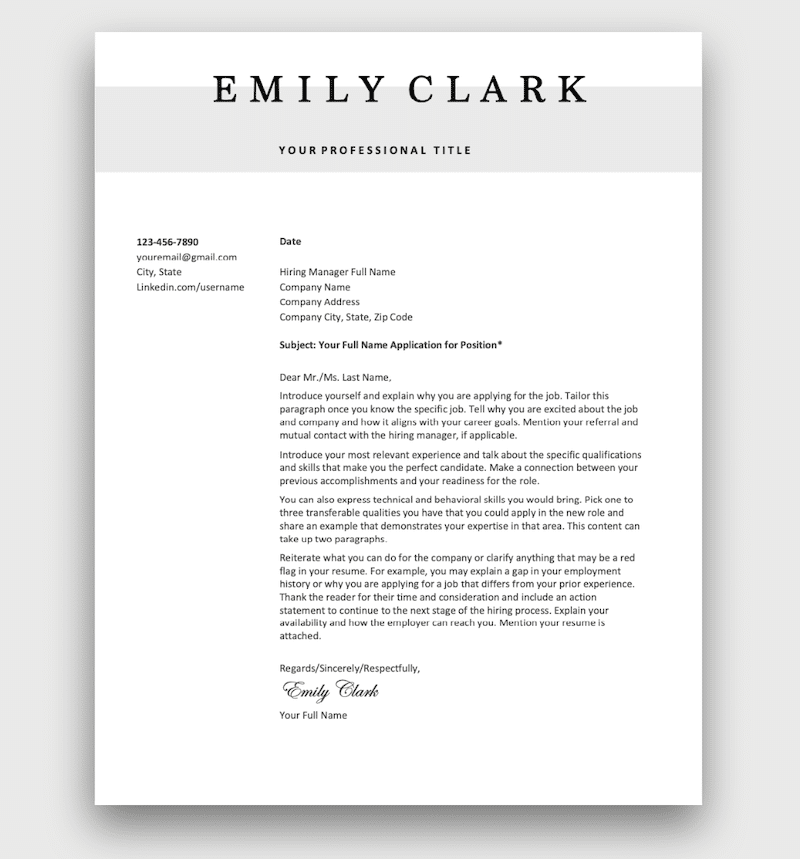 EMILY CLARK
YOUR PROFESSIONAL TITLE
123-456-7890
youremail@gmail.com
City, State
Linkedin.com/username
Date
Hiring Manager Full Name
Company Name
Company Address
Company City, State, Zip Code
Subject: Your Full Name Application for Position*
Dear Mr./Ms. Last Name,
Introduce yourself and explain why you are applying for the job. Tailor this
paragraph once you know the specific job. Tell why you are excited about the job
and company and how it aligns with your career goals. Mention your referral and
mutual contact with the hiring manager, if applicable.
Introduce your most relevant experience and talk about the specific qualifications
and skills that make you the perfect candidate. Make a connection between your
previous accomplishments and your readiness for the role.
You can also express technical and behavioral skills you would bring. Pick one to
three transferable qualities you have that you could apply in the new role and
share an example that demonstrates your expertise in that area. This content can
take up two paragraphs.
Reiterate what you can do for the company or clarify anything that may be a red
flag in your resume. For example, you may explain a gap in your employment
history or why you are applying for a job that differs from your prior experience.
Thank the reader for their time and consideration and include an action
statement to continue to the next stage of the hiring process. Explain your
availability and how the employer can reach you. Mention your resume is
attached.
Regards/Sincerely/Respectfully,
Emily Clark
Your Full Name